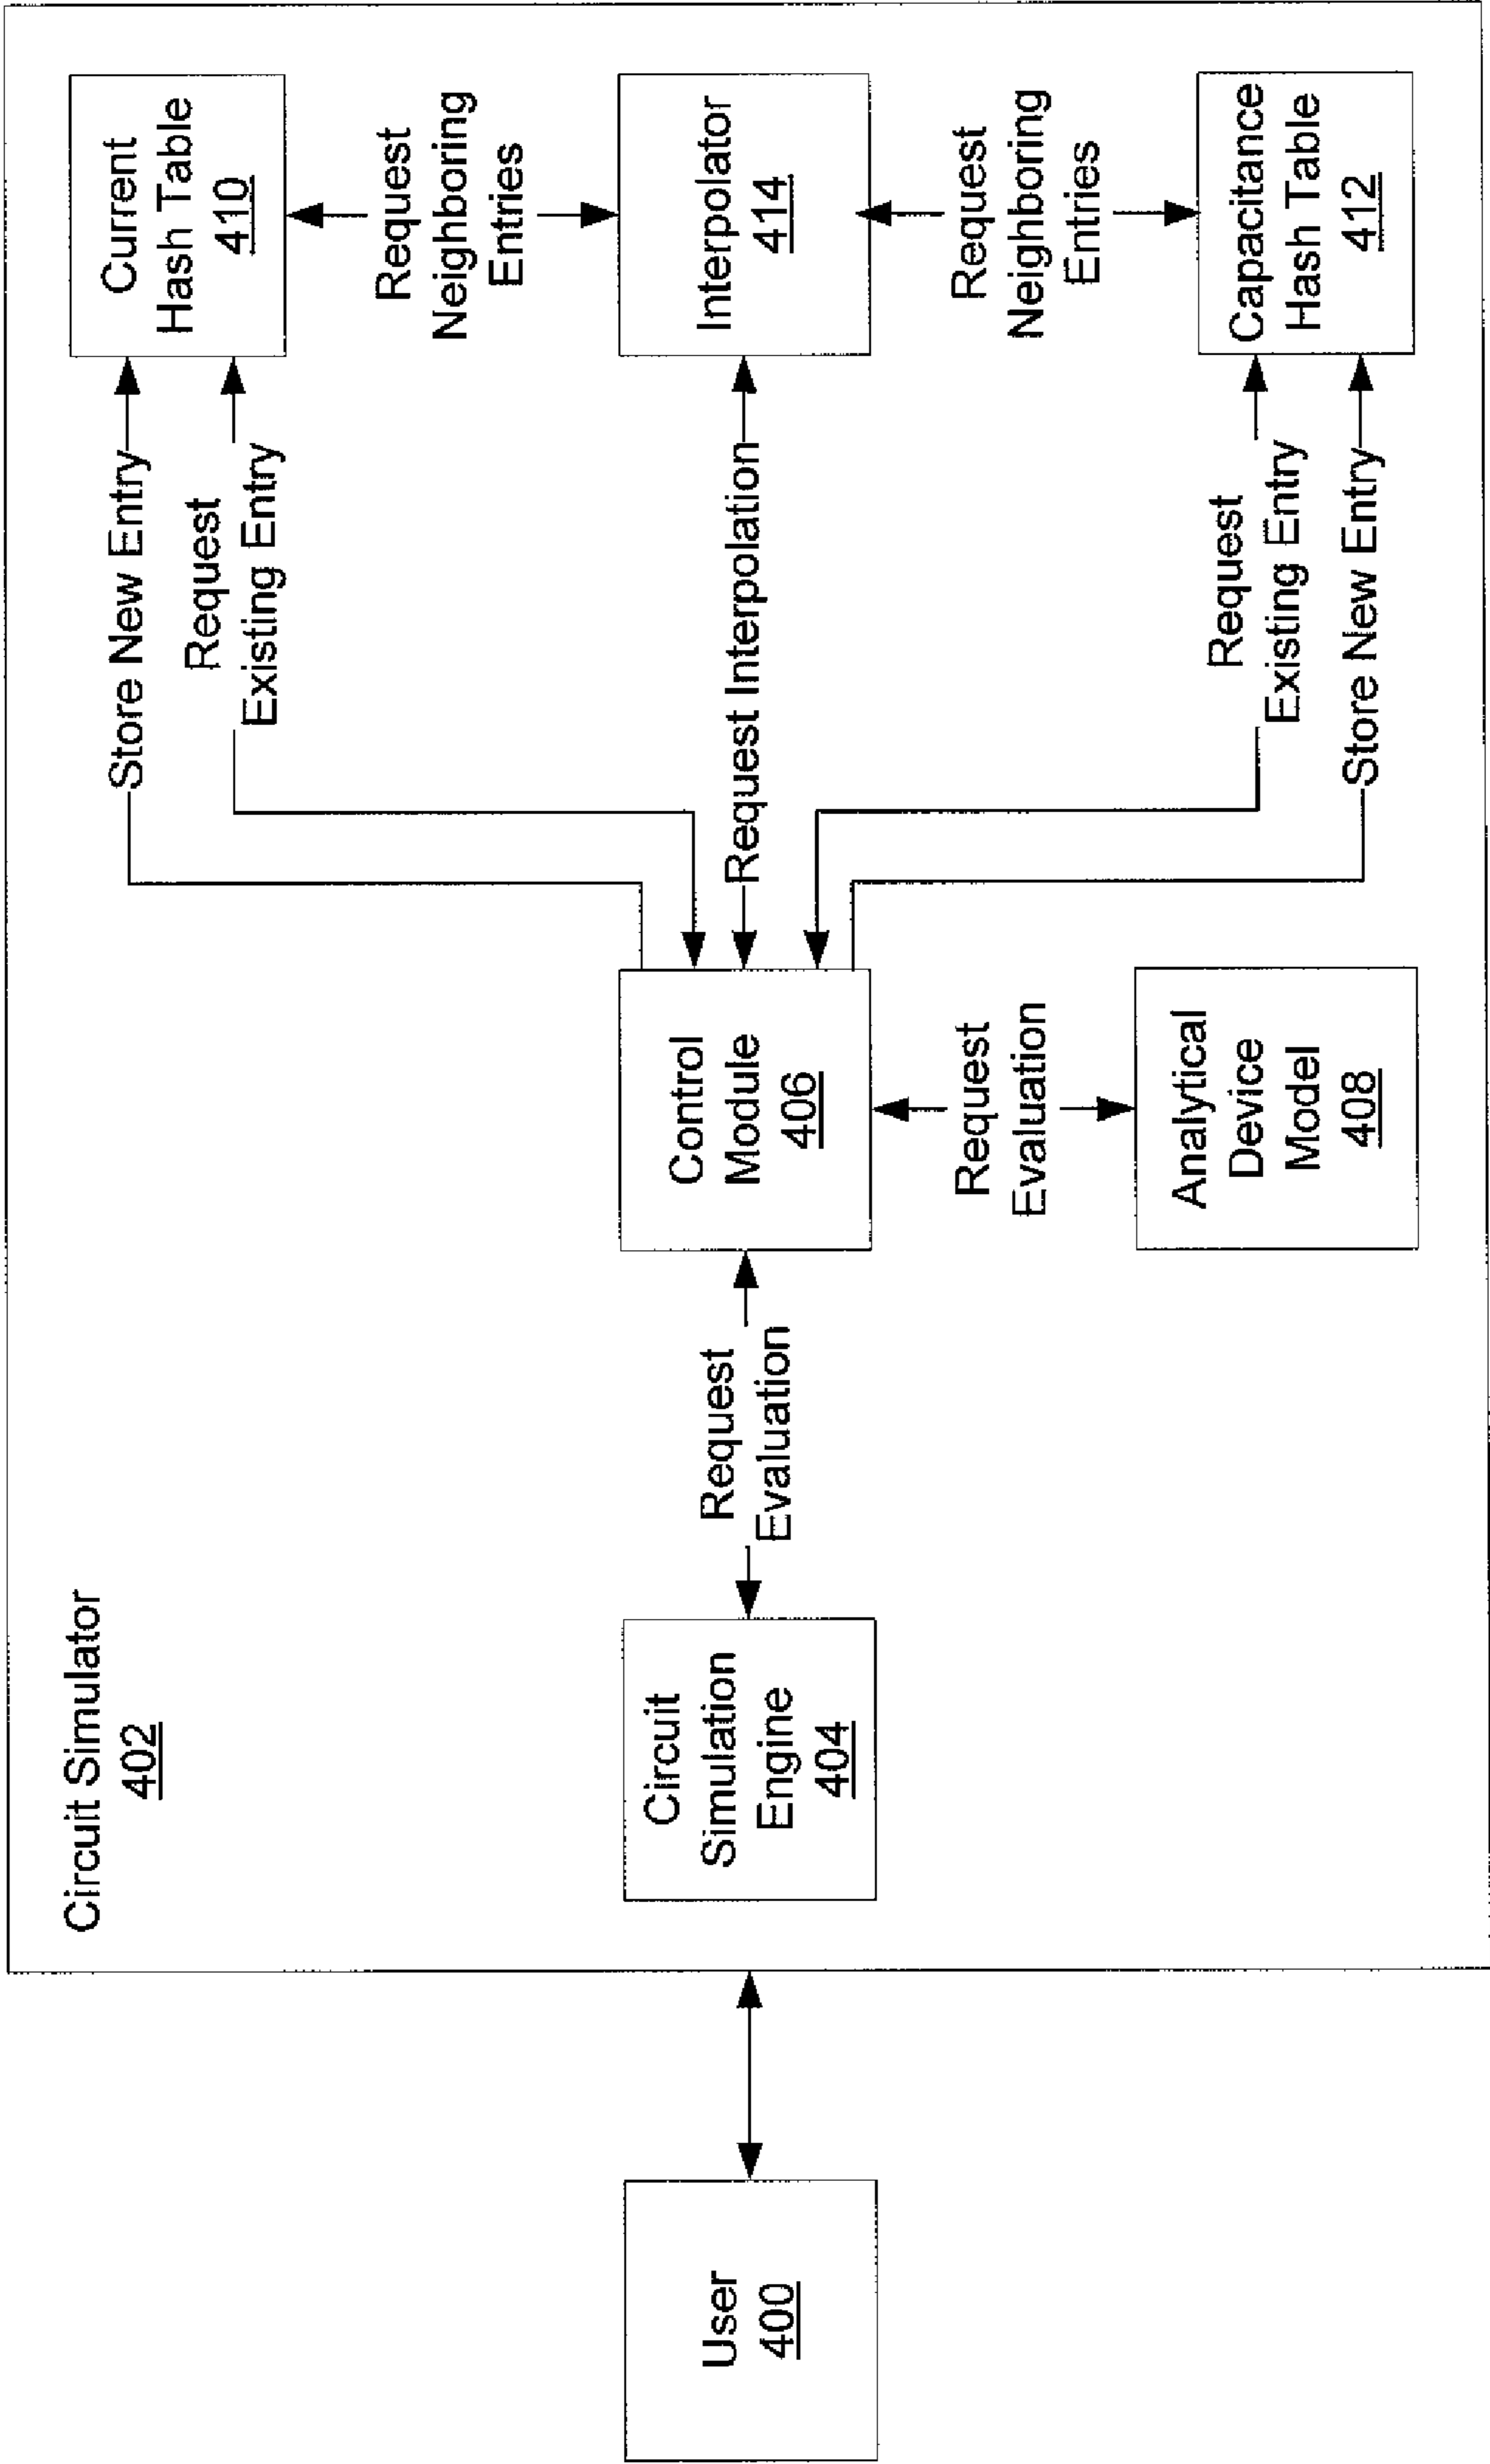 Circuit Simulator
402
User
400
Circuit
Simulation
Engine
404
Request
Evaluation
Control
Module
406
Request
Evaluation
Analytical
Device
Model
408
Store New Entry
Request
Existing Entry
Request Interpolation
Request
Existing Entry
Store New Entry
Current
Hash Table
410
Request
Neighboring
Entries
Interpolator
414
Request
Neighboring
Entries
Capacitance
Hash Table
412